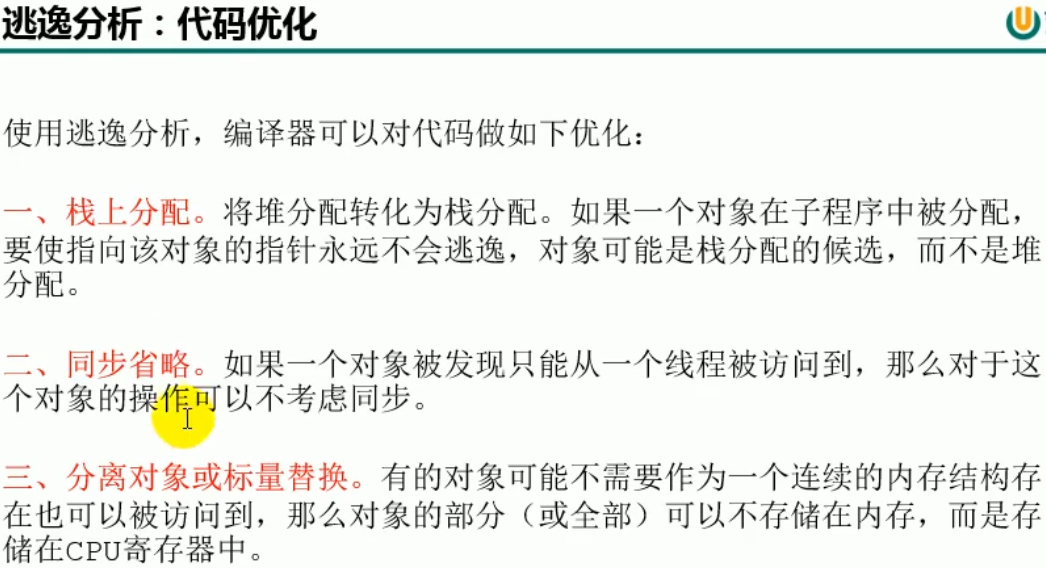 逃逸分析：代码优化
使用逃逸分析，编译器可以对代码做如下优化：
一、栈上分配。将堆分配转化为栈分配。如果一个对象在子程序中被分配，
要使指向该对象的指针永远不会逃逸，对象可能是栈分配的候选，而不是堆
分配。
二、同步省略。如果一个对象被发现只能从一个线程被访问到，那么对于这
个对象的操作可以不考虑同步。
三、分离对象或标量替换。有的对象可能不需要作为一个连续的内存结构存
在也可以被访问到，那么对象的部分（或全部）可以不存储在内存，而是存
储在CPU寄存器中。